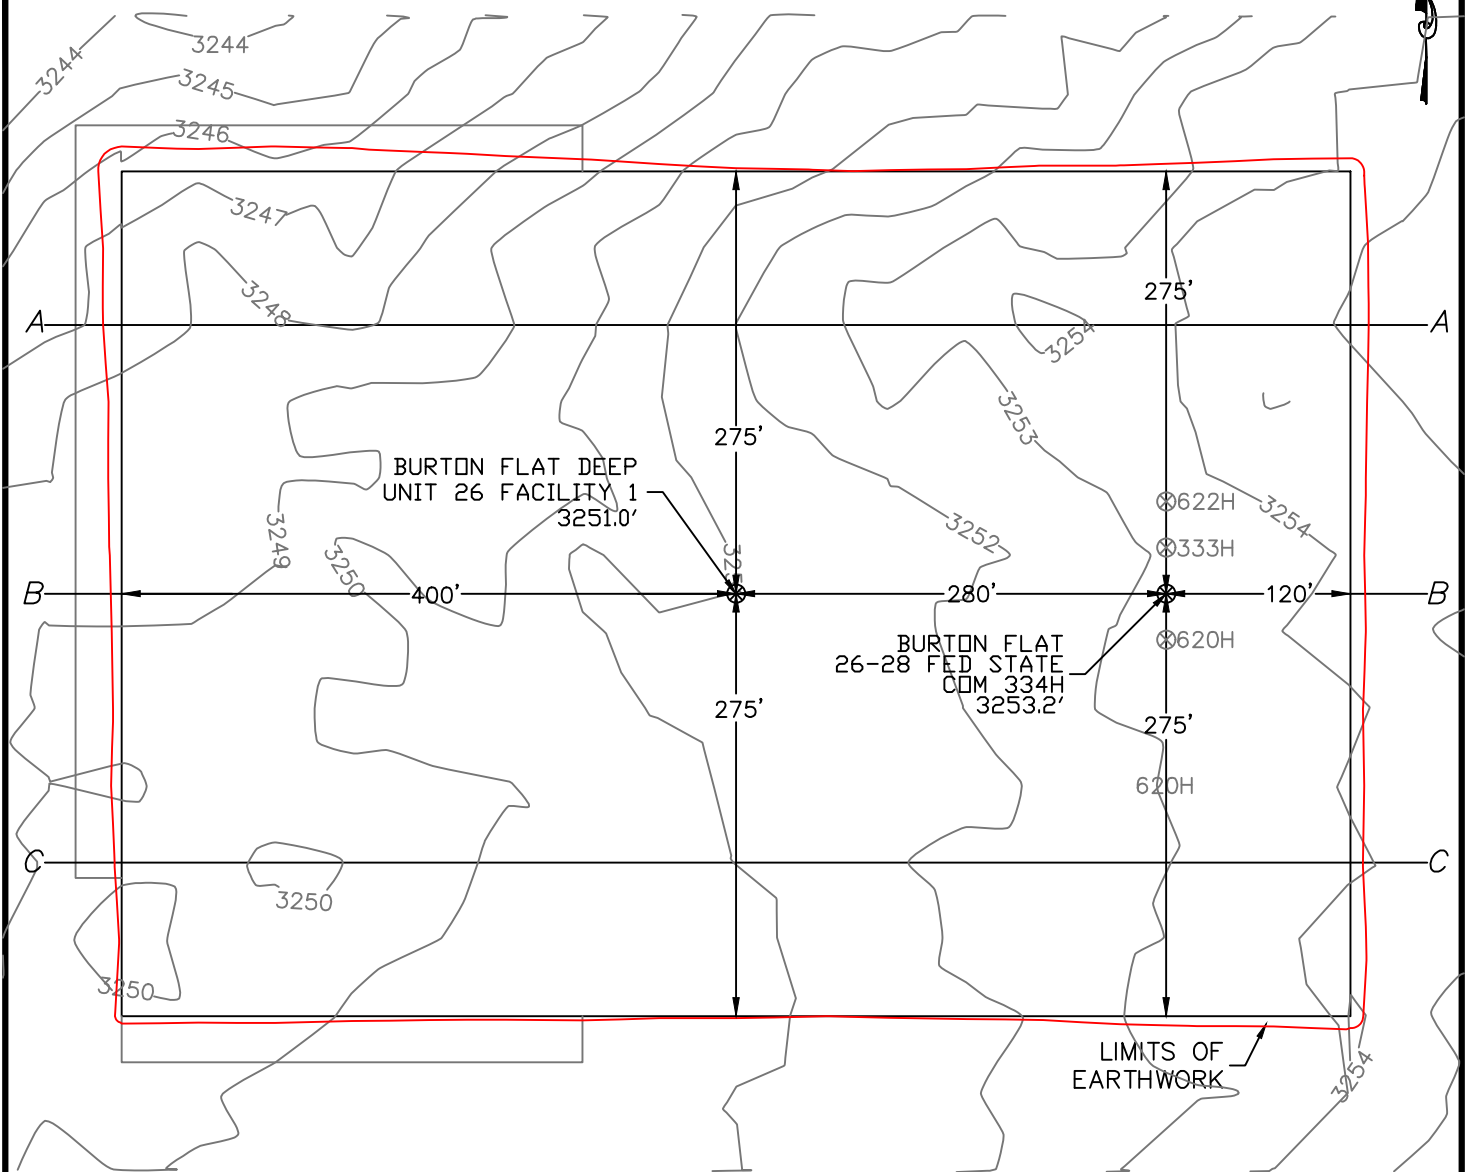 3244
3244
3245
3246
3247
3248
A
A
275'
3254
3253
275'
BURTON FLAT DEEP
UNIT 26 FACILITY 1
3251.0'
622H
3254
3249
3252
333H
3250
B
400'
280'
120'
B
620H
BURTON FLAT
26-28 FED STATE
COM 334H
3253.2'
275'
275'
620H
C
C
3250
3250
LIMITS OF
EARTHWORK
3254